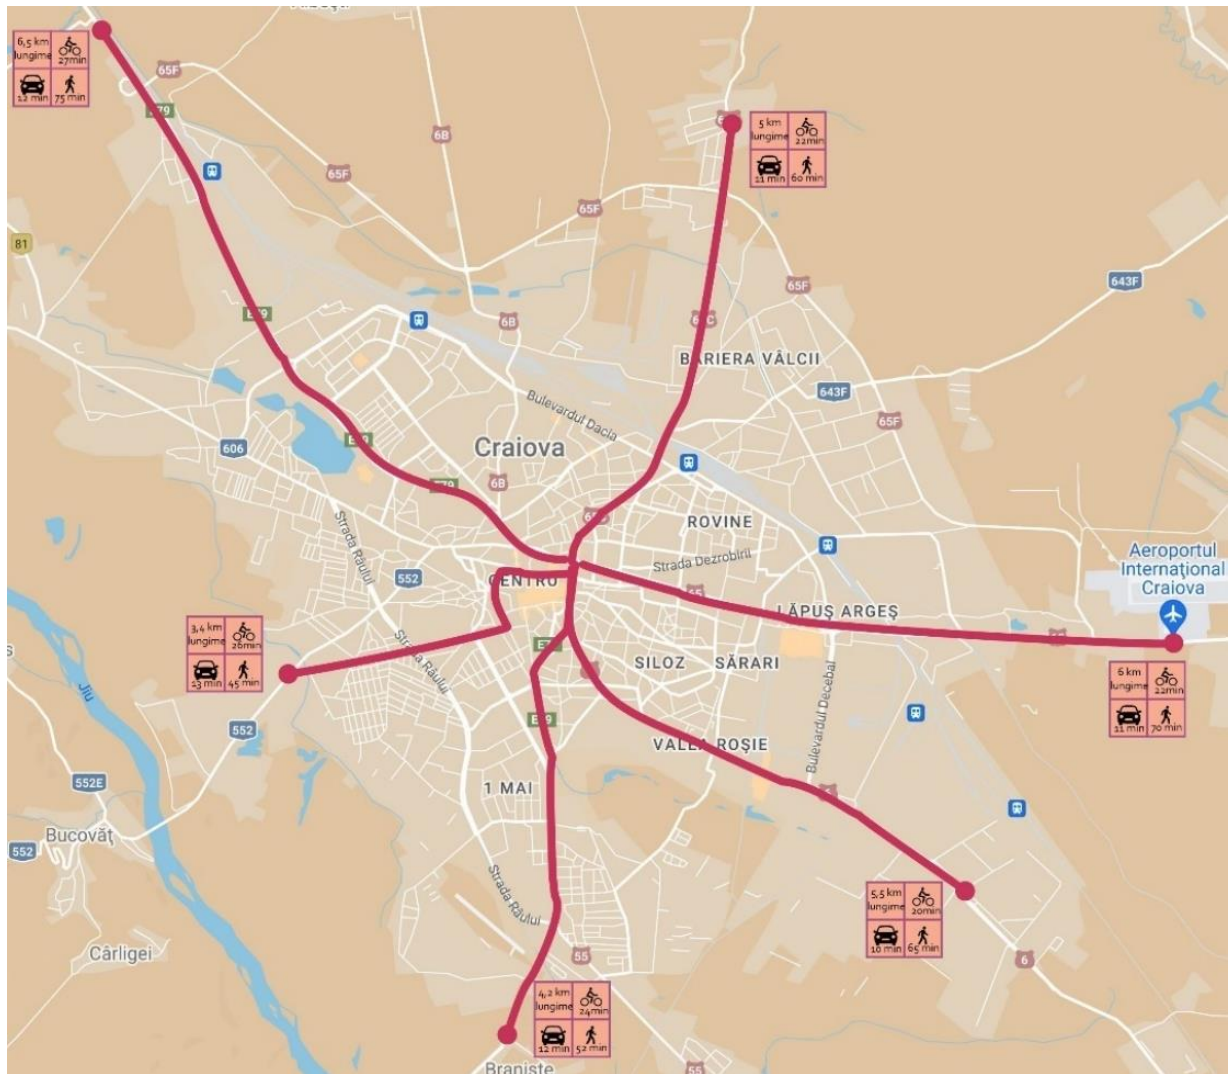 6,5 km
lungime
27min
12 min
75 min
65F
E79
6B
5 km
lungime
22min
11 min
60 min
65F
65F
81
643F
65F
E79
6B
BARIERA VÂLCII
643F
Bulevardul Dacia
65F
606
Craiova
E79
6B
ROVINE
Strada Râului
552
CENTRU
Strada Dezrobirii
65
LĂPUȘ ARGEȘ
Aeroportul
Internațional
Craiova
3,4 km
lungime
26min
13 min
45 min
Strada Râului
SILOZ
SĂRARI
6 km
lungime
22min
11 min
70 min
Jiu
552
E79
VALEA ROȘIE
Bulevardul Decebal
552E
1 MAI
Bucovăț
552
Strada Râului
5,5 km
lungime
20min
10 min
65 min
Cârligei
55
6
4,2 km
lungime
24min
12 min
52 min
Braniște
55